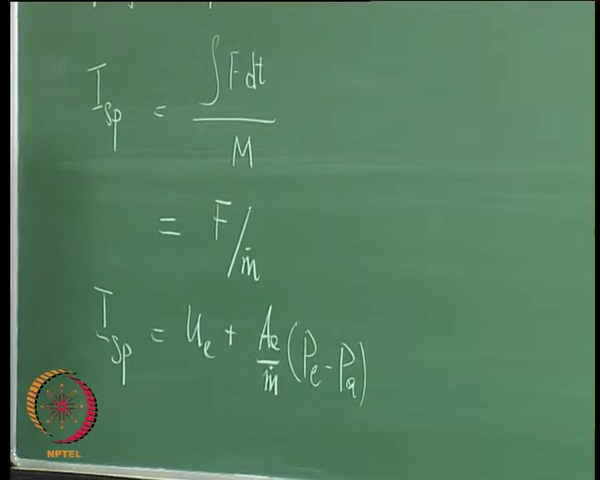 I_sp = ∫F dt / M
= F/ṁ
I_sp = u_e + A_e/ṁ (P_e - P_a)
NPTEL